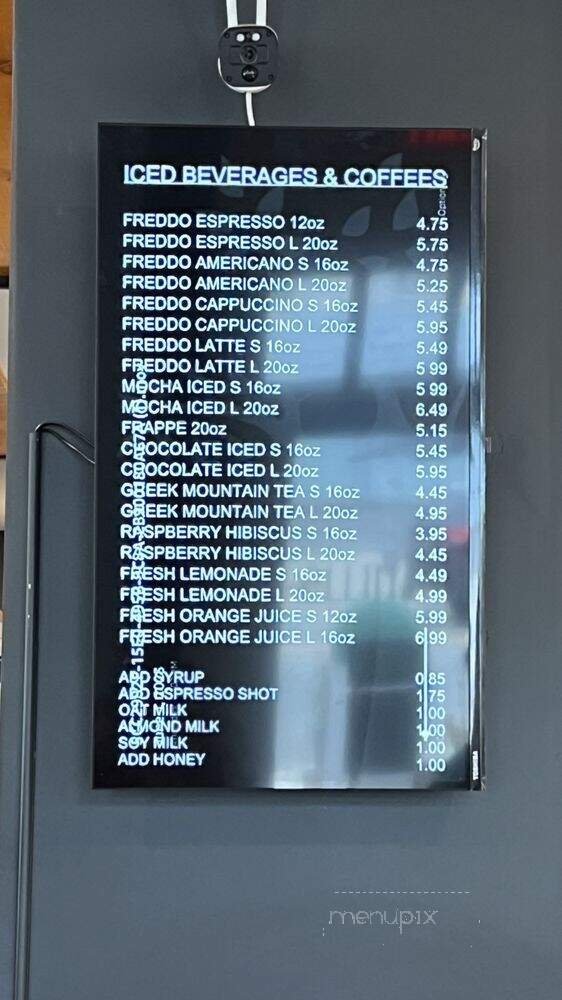 ICED BEVERAGES & COFFEES
Option
FREDDO ESPRESSO 12oz 4.75
FREDDO ESPRESSO L 20oz 5.75
FREDDO AMERICANO S 16oz 4.75
FREDDO AMERICANO L 20oz 5.25
FREDDO CAPPUCCINO S 16oz 5.45
FREDDO CAPPUCCINO L 20oz 5.95
FREDDO LATTE S 16oz 5.49
FREDDO LATTE L 20oz 5 99
MOCHA ICED S 16oz 5 99
MOCHA ICED L 20oz 6.49
FRAPPE 20oz 5.15
CHOCOLATE ICED S 16oz 5.45
CHOCOLATE ICED L 20oz 5.95
GREEK MOUNTAIN TEA S 16oz 4.45
GREEK MOUNTAIN TEA L 20oz 4.95
RASPBERRY HIBISCUS S 16oz 3.95
RASPBERRY HIBISCUS L 20oz 4.45
FRESH LEMONADE S 16oz 4.49
FRESH LEMONADE L 20oz 4.99
FRESH ORANGE JUICE S 12oz 5.99
FRESH ORANGE JUICE L 16oz 6.99
ADD SYRUP 0.85
ADD ESPRESSO SHOT 1.75
OAT MILK 1.00
ALMOND MILK 1.00
SOY MILK 1.00
ADD HONEY 1.00
TOSHIBA
menupix